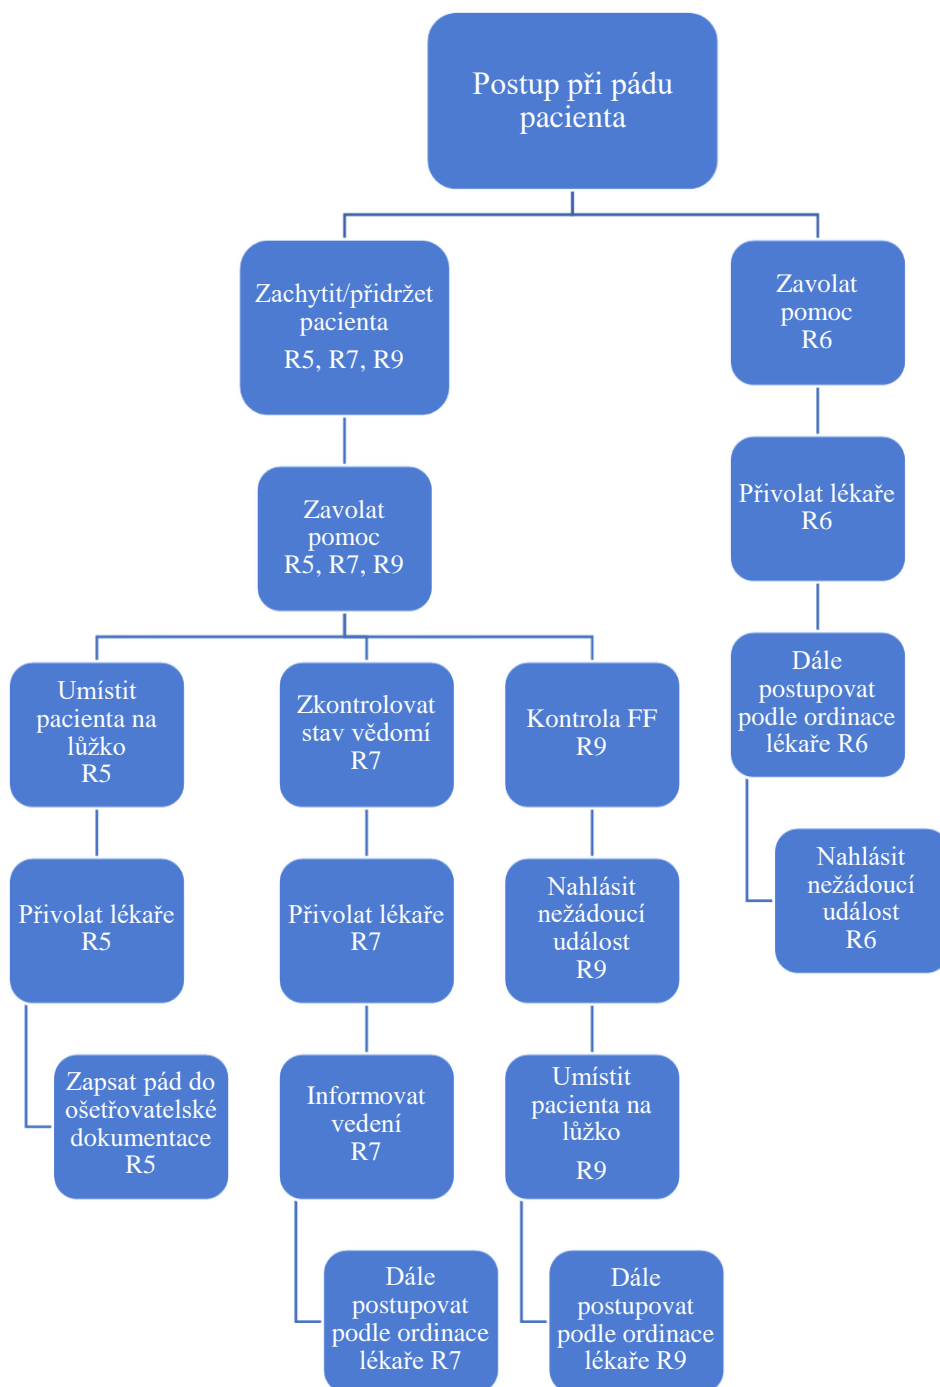 Postup při pádu
pacienta
Zachytit/přidržet
pacienta
R5, R7, R9
Zavolat
pomoc
R6
Přivolat lékaře
R6
Zavolat
pomoc
R5, R7, R9
Dále
postupovat
podle ordinace
lékaře R6
Umístit
pacienta na
lůžko
R5
Zkontrolovat
stav vědomí
R7
Kontrola FF
R9
Nahlásit
nežádoucí
událost
R6
Přivolat lékaře
R5
Přivolat lékaře
R7
Nahlásit
nežádoucí
událost
R9
Zapsat pád do
ošetřovatelské
dokumentace
R5
Informovat
vedení
R7
Umístit
pacienta na
lůžko
R9
Dále
postupovat
podle ordinace
lékaře R7
Dále
postupovat
podle ordinace
lékaře R9